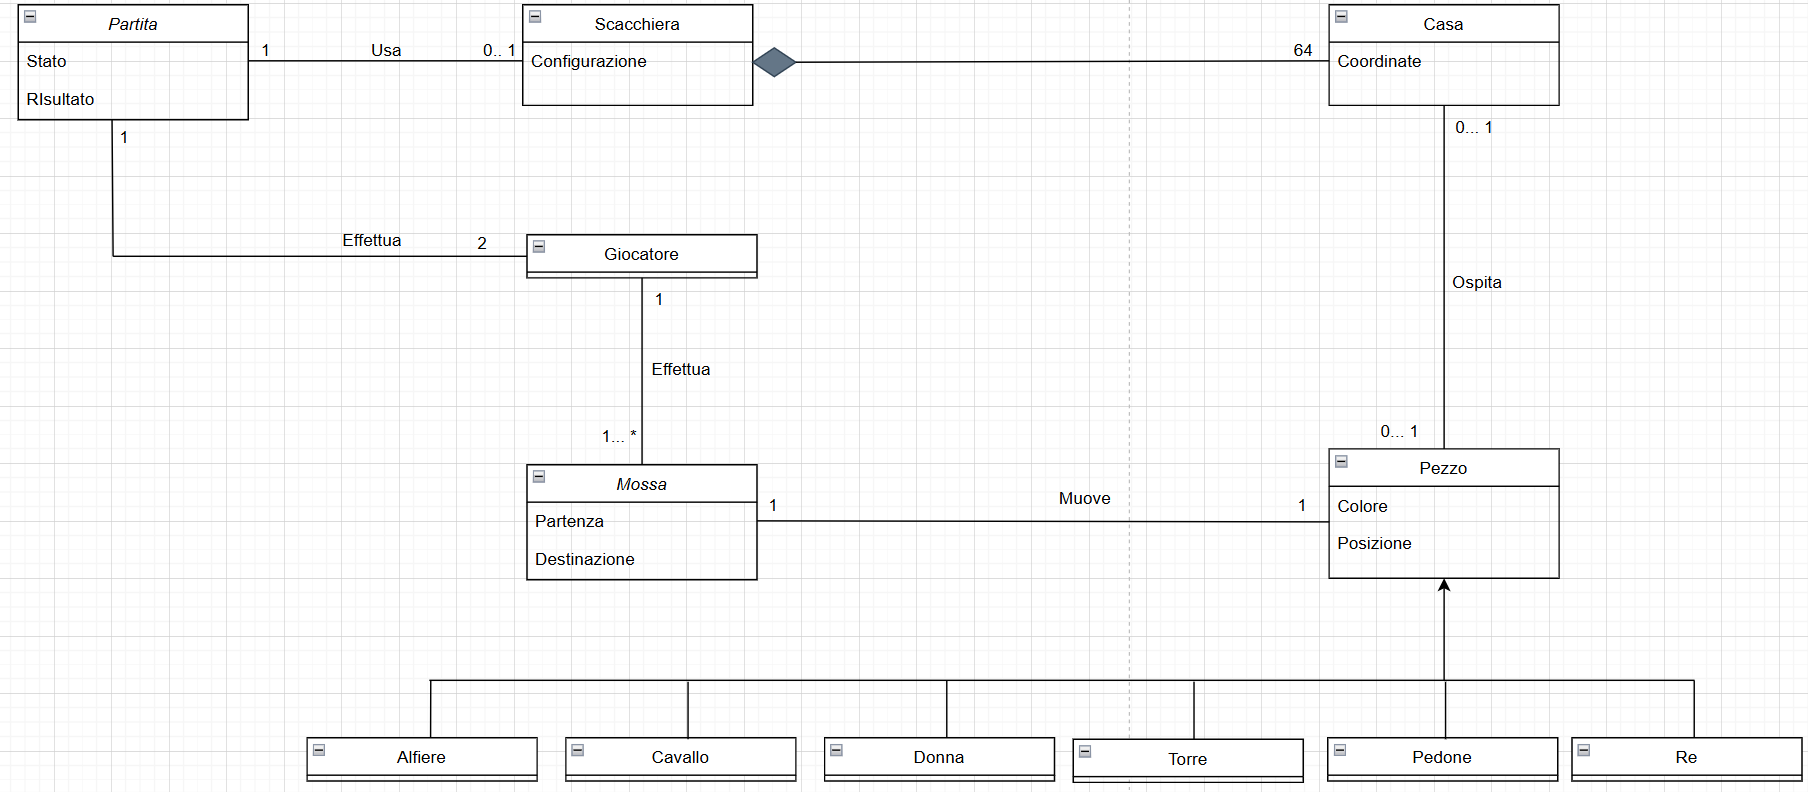 Partita
Stato
RIsultato
1
Usa
0.. 1
Scacchiera
Configurazione
64
Casa
Coordinate
1
Effettua
2
Giocatore
1
Effettua
1... *
Mossa
Partenza
Destinazione
1
Muove
1
0... 1
Ospita
0... 1
Pezzo
Colore
Posizione
Alfiere
Cavallo
Donna
Torre
Pedone
Re